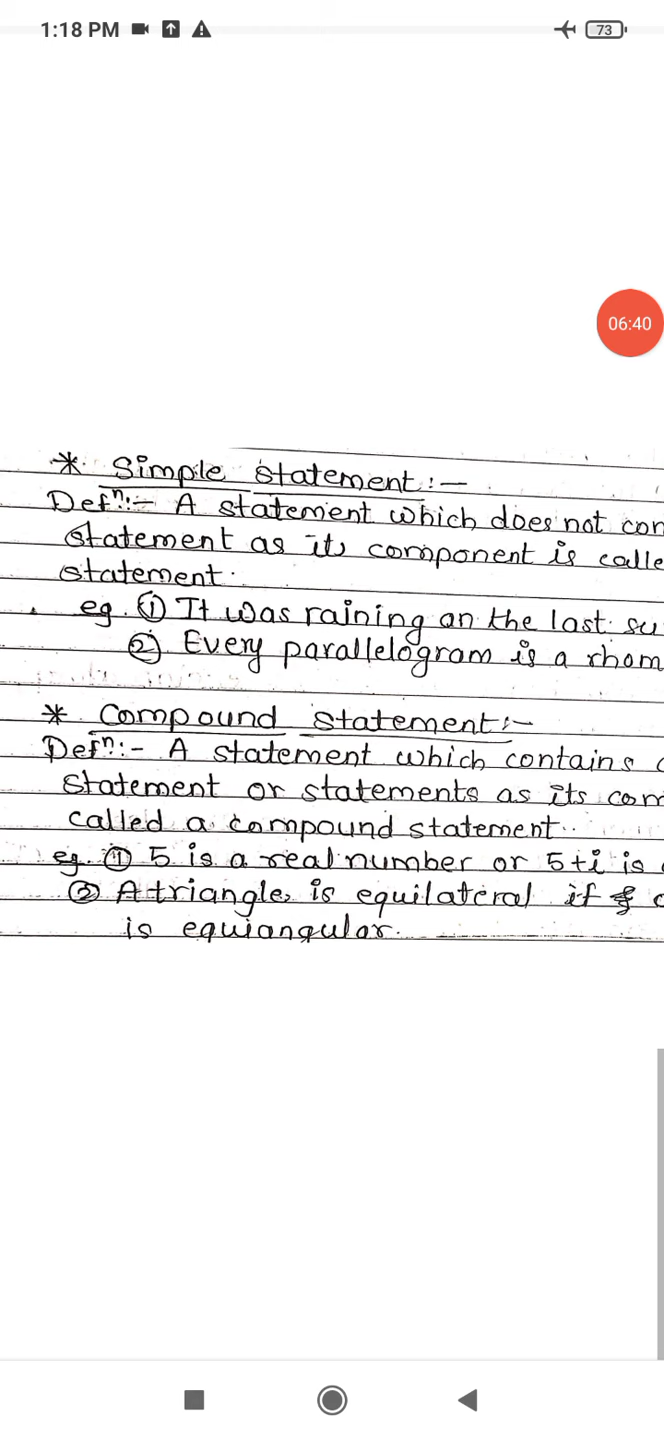 1:18 PM
73
06:40
* Simple statement :-
Defⁿ:- A statement which does not con
statement as its component is calle
statement.
eg. ① It was raining on the last su
② Every parallelogram is a rhom
* Compound statement :-
Defⁿ:- A statement which contains
statement or statements as its com
called a compound statement.
eg. ① 5 is a real number or 5+i is
② A triangle is equilateral if
is equiangular.